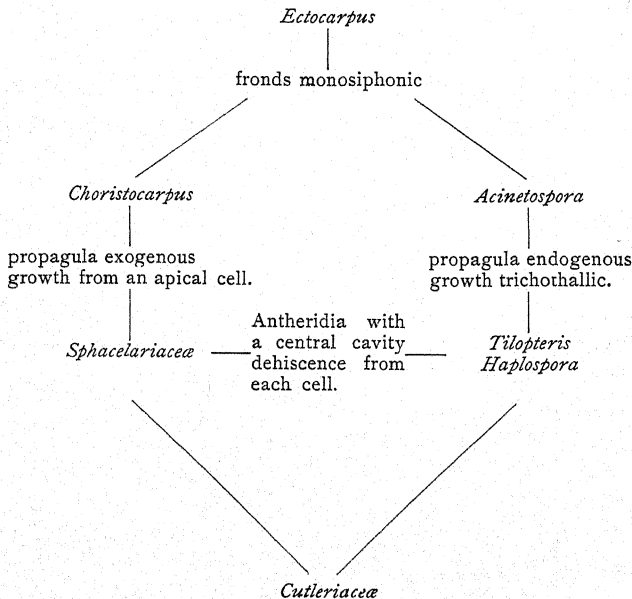 Ectocarpus
fronds monosiphonic
Choristocarpus
Acinetospora
propagula exogenous
growth from an apical cell.
propagula endogenous
growth trichothallic.
Sphacelariaceæ
Antheridia with
a central cavity
dehiscence from
each cell.
Tilopteris
Haplospora
Cutleriaceæ